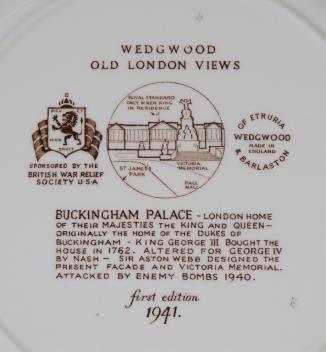 WEDGWOOD
OLD LONDON VIEWS
ROYAL STANDARD
ONLY WHEN KING IN
RESIDENCE
ST JAMES'S
PARK
VICTORIA
MEMORIAL
PALL
MALL
SPONSORED BY THE
BRITISH WAR RELIEF
SOCIETY U·S·A
OF ETRURIA
WEDGWOOD
MADE IN
ENGLAND
& BARLASTON
BUCKINGHAM PALACE - LONDON HOME
OF THEIR MAJESTIES THE KING AND QUEEN-
ORIGINALLY THE HOME OF THE DUKES OF
BUCKINGHAM - KING GEORGE III BOUGHT THE
HOUSE IN 1762. ALTERED FOR GEORGE IV
BY NASH - SIR ASTON WEBB DESIGNED THE
PRESENT FACADE AND VICTORIA MEMORIAL.
ATTACKED BY ENEMY BOMBS 1940.
first edition
1941.